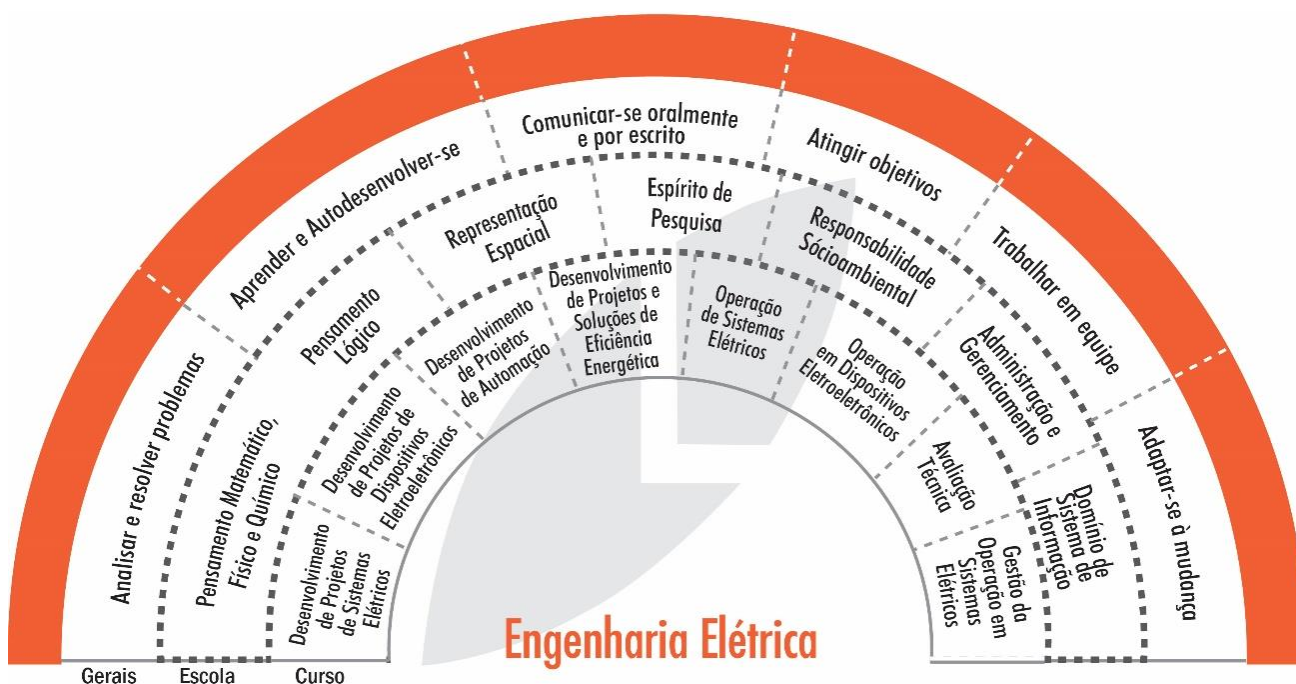 Analisar e resolver problemas
Aprender e Autodesenvolver-se
Comunicar-se oralmente
e por escrito
Atingir objetivos
Trabalhar em equipe
Adaptar-se à mudança
Pensamento Matemático,
Físico e Químico
Pensamento
Lógico
Representação
Espacial
Espírito de
Pesquisa
Responsabilidade
Sócioambiental
Administração e
Gerenciamento
Domínio de
Sistema de
Informação
Desenvolvimento
de Projetos
de Sistemas
Elétricos
Desenvolvimento
de Projetos de
Dispositivos
Eletroeletrônicos
Desenvolvimento
de Projetos
de Automação
Desenvolvimento
de Projetos e
Soluções de
Eficiência
Energética
Operação
de Sistemas
Elétricos
Operação
em Dispositivos
Eletroeletrônicos
Avaliação
Técnica
Gestão da
Operação em
Sistemas
Elétricos
Engenharia Elétrica
Gerais
Escola
Curso